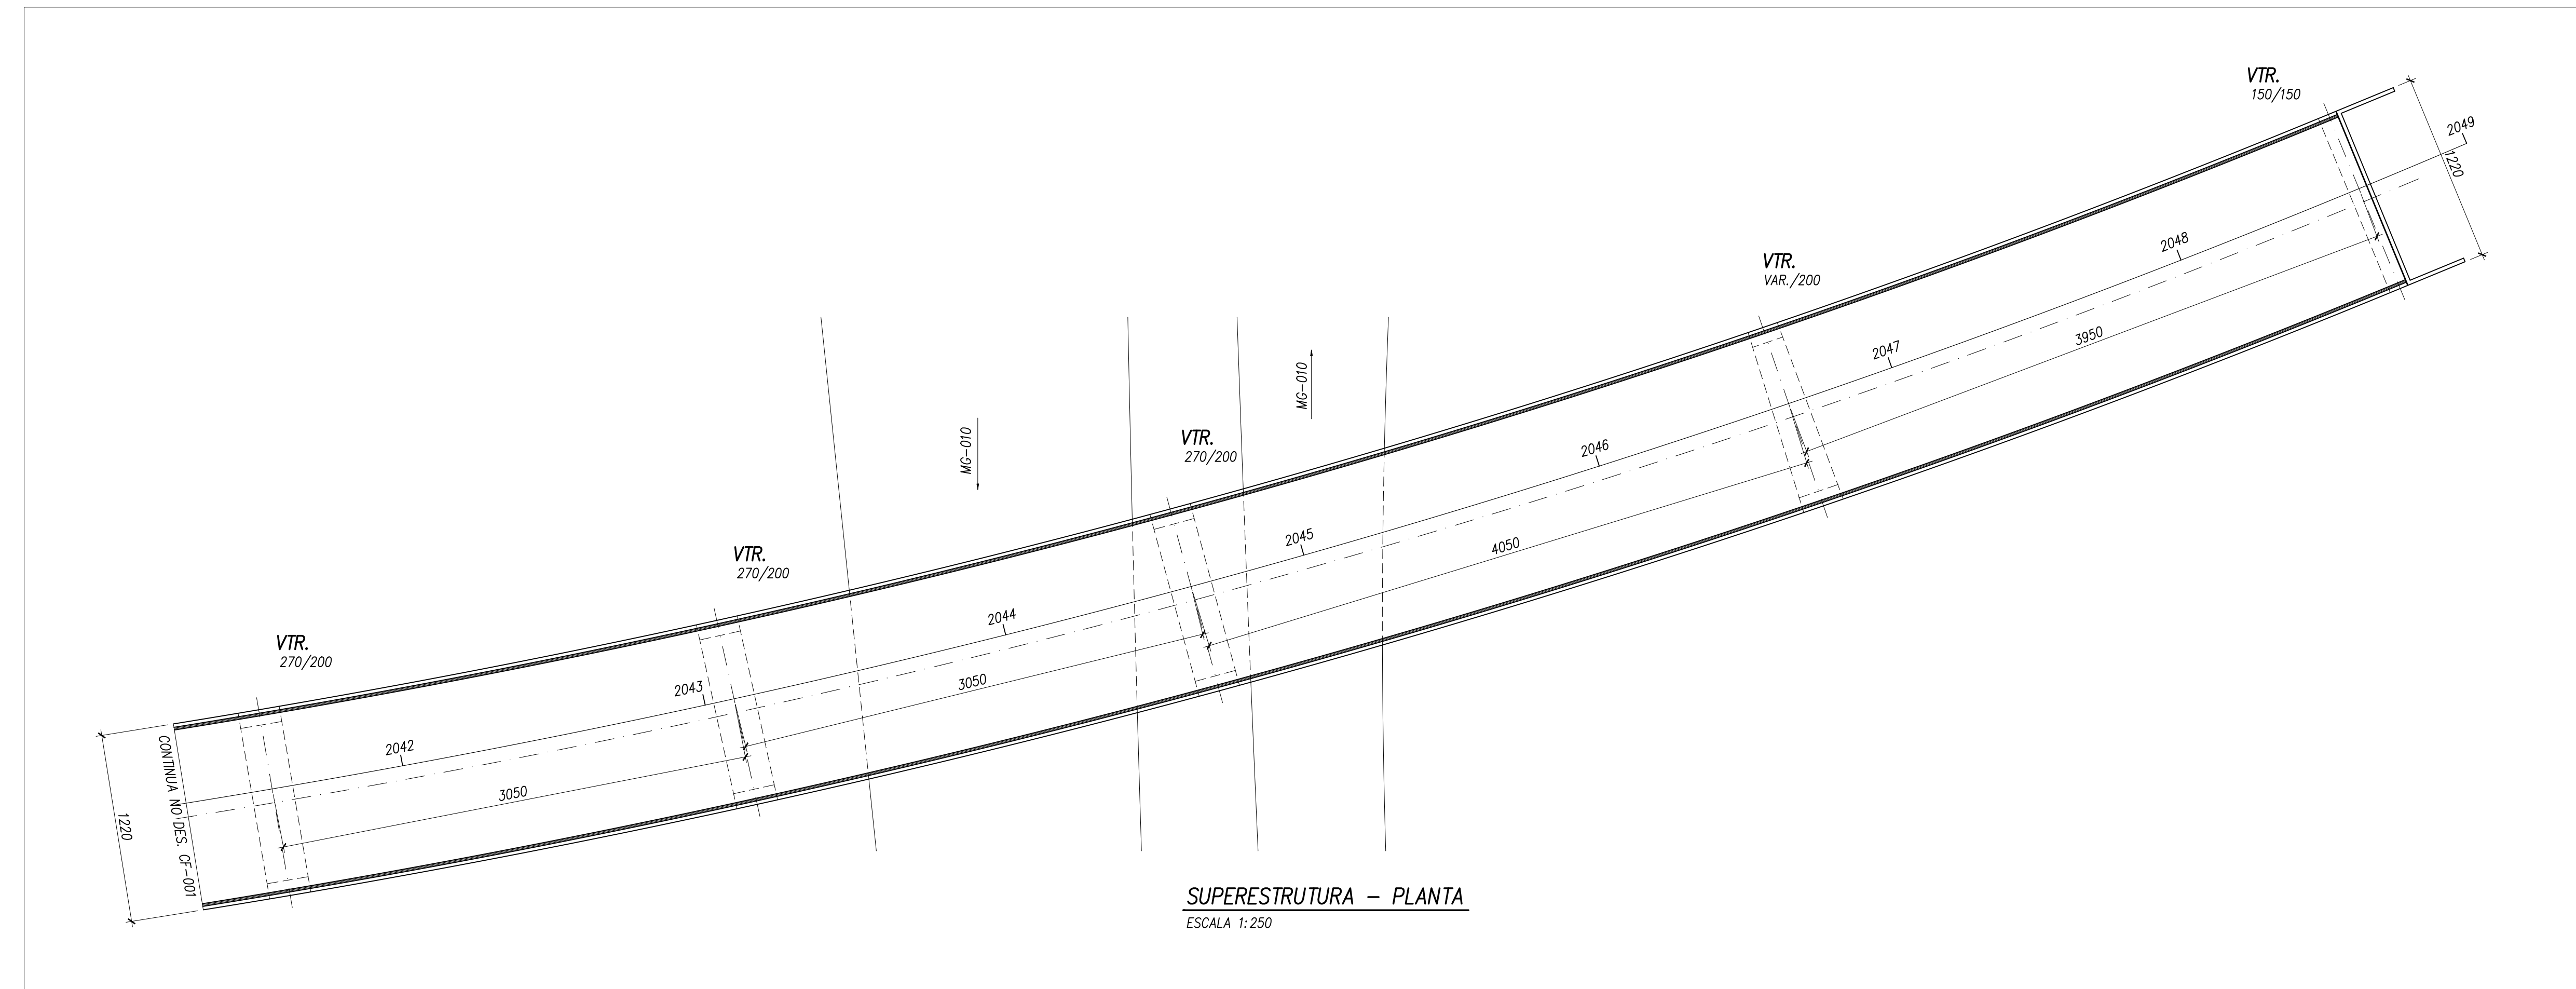 VTR.
150/150
2049
1220
2048
VTR.
VAR./200
3950
2047
MG-010
MG-010
VTR.
270/200
2046
2045
4050
VTR.
270/200
2044
3050
VTR.
270/200
2043
2042
3050
CONTINUA NO DES. CF-001
1220
SUPERESTRUTURA - PLANTA
ESCALA 1:250